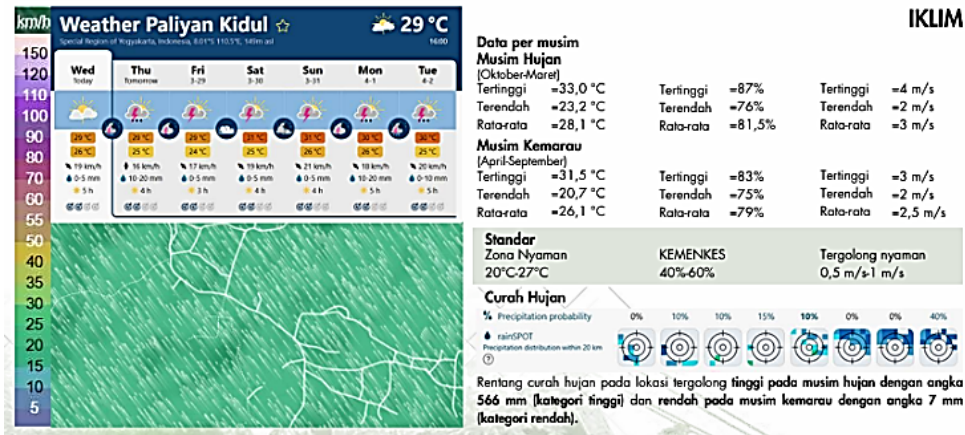 IKLIM
km/h
150
120
110
100
90
80
70
60
55
50
40
35
30
25
20
15
10
5
Weather Paliyan Kidul ☆
29 °C
Special Region of Yogyakarta, Indonesia, 8.01°S 110.5°E, 149m asl
1600
Wed Thu Fri Sat Sun Mon Tue
Today Tomorrow 3-29 3-30 3-31 4-1 4-2
29 °C 29 °C 29 °C 31 °C 31 °C 30 °C 30 °C
26 °C 25 °C 24 °C 25 °C 26 °C 26 °C 25 °C
19 km/h 16 km/h 17 km/h 19 km/h 21 km/h 18 km/h 20 km/h
0-5 mm 10-20 mm 0-5 mm 0-5 mm 0-5 mm 10-20 mm 0-10 mm
5 h 4 h 3 h 4 h 5 h 4 h 5 h
Data per musim
Musim Hujan
(Oktober-Maret)
Tertinggi =33,0 °C Tertinggi =87% Tertinggi =4 m/s
Terendah =23,2 °C Terendah =76% Terendah =2 m/s
Rata-rata =28,1 °C Rata-rata =81,5% Rata-rata =3 m/s
Musim Kemarau
(April-September)
Tertinggi =31,5 °C Tertinggi =83% Tertinggi =3 m/s
Terendah =20,7 °C Terendah =75% Terendah =2 m/s
Rata-rata =26,1 °C Rata-rata =79% Rata-rata =2,5 m/s
Standar
Zona Nyaman KEMENKES Tergolong nyaman
20°C-27°C 40%-60% 0,5 m/s-1 m/s
Curah Hujan
% Precipitation probability 0% 10% 10% 15% 10% 0% 0% 40%
rainSPOT
Precipitation distribution within 20 km
?
Rentang curah hujan pada lokasi tergolong tinggi pada musim hujan dengan angka
566 mm (kategori tinggi) dan rendah pada musim kemarau dengan angka 7 mm
(kategori rendah).